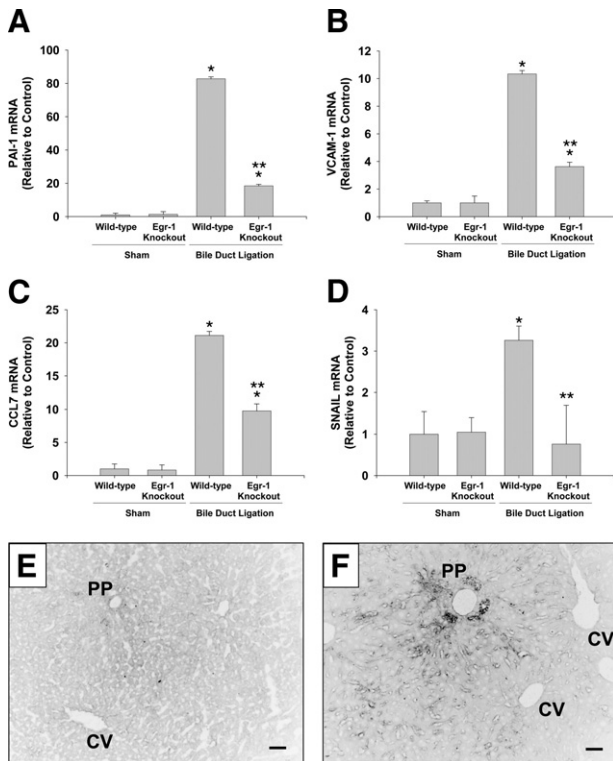 A
PAI-1 mRNA
(Relative to Control)
100
80
60
40
20
0
*
**
*
Wild-type
Egr-1
Knockout
Wild-type
Egr-1
Knockout
Sham
Bile Duct Ligation
B
VCAM-1 mRNA
(Relative to Control)
12
10
8
6
4
2
0
*
**
*
Wild-type
Egr-1
Knockout
Wild-type
Egr-1
Knockout
Sham
Bile Duct Ligation
C
CCL7 mRNA
(Relative to Control)
25
20
15
10
5
0
*
**
*
Wild-type
Egr-1
Knockout
Wild-type
Egr-1
Knockout
Sham
Bile Duct Ligation
D
SNAIL mRNA
(Relative to Control)
4
3
2
1
0
*
**
Wild-type
Egr-1
Knockout
Wild-type
Egr-1
Knockout
Sham
Bile Duct Ligation
E
PP
CV
F
PP
CV
CV